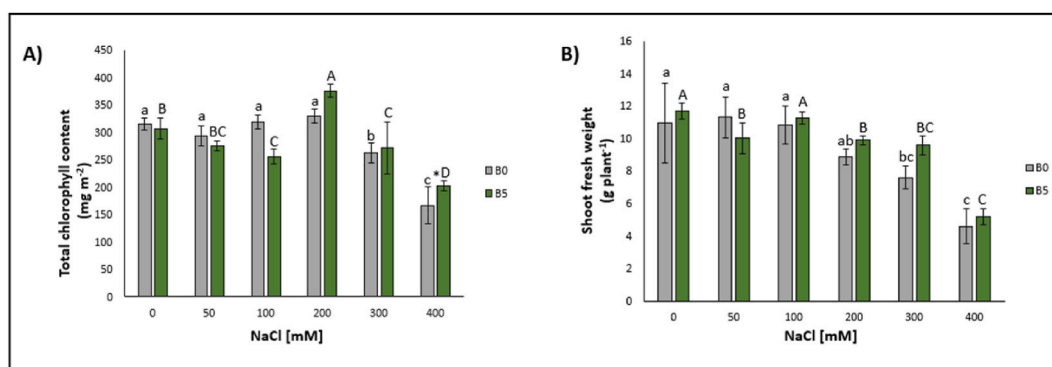 A)
Total chlorophyll content
(mg m-2)
450
400
350
300
250
200
150
100
50
0
a B
a BC
a C
a A
b C
c *D
0 50 100 200 300 400
NaCl [mM]
B0
B5
B)
Shoot fresh weight
(g plant-1)
16
14
12
10
8
6
4
2
0
a A
a B
a A
ab B
bc BC
c C
0 50 100 200 300 400
NaCl [mM]
B0
B5